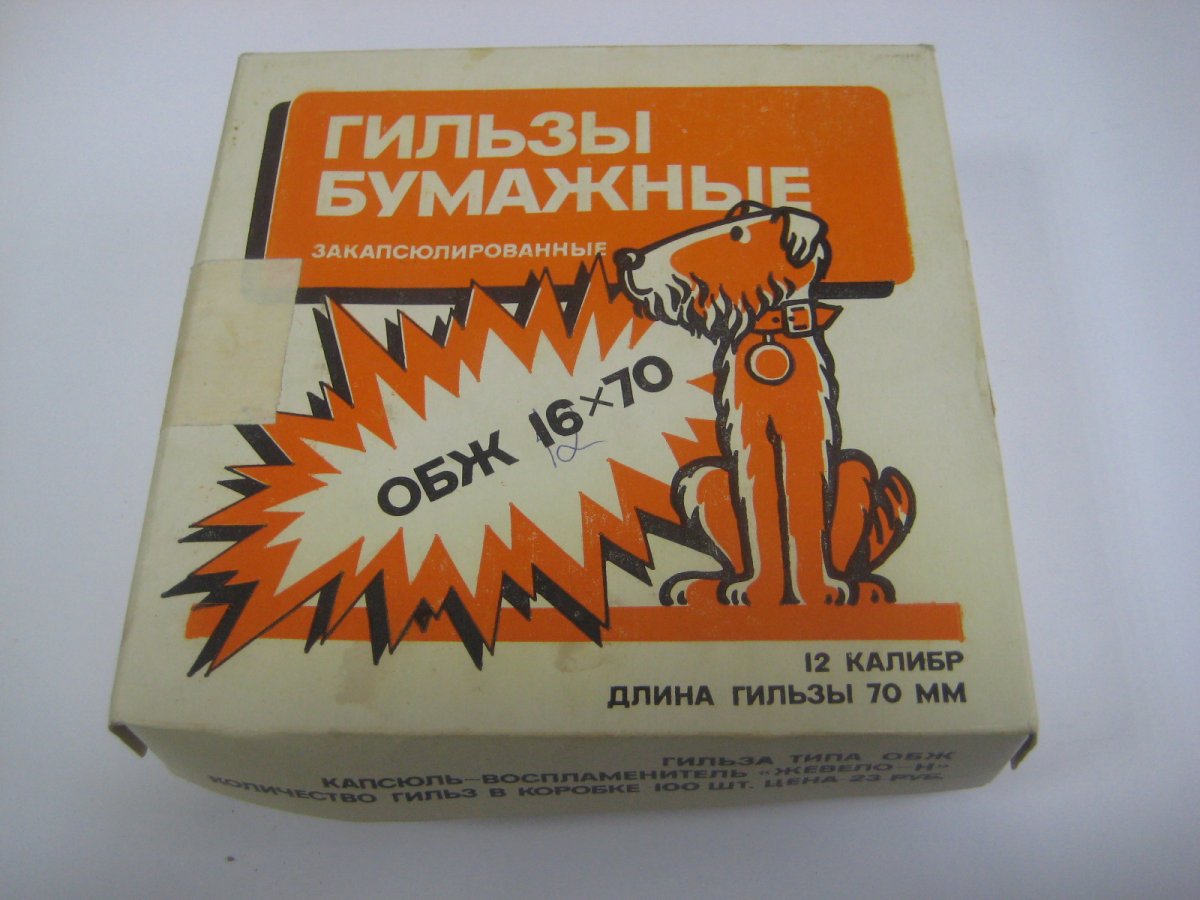 ГИЛЬЗЫ
БУМАЖНЫЕ
ЗАКАПСЮЛИРОВАННЫЕ
ОБЖ 16×70
12
12 КАЛИБР
ДЛИНА ГИЛЬЗЫ 70 ММ
ГИЛЬЗА ТИПА ОБЖ
КАПСЮЛЬ-ВОСПЛАМЕНИТЕЛЬ «ЖЕВЕЛО-Н»
КОЛИЧЕСТВО ГИЛЬЗ В КОРОБКЕ 100 ШТ. ЦЕНА 23 РУБ.